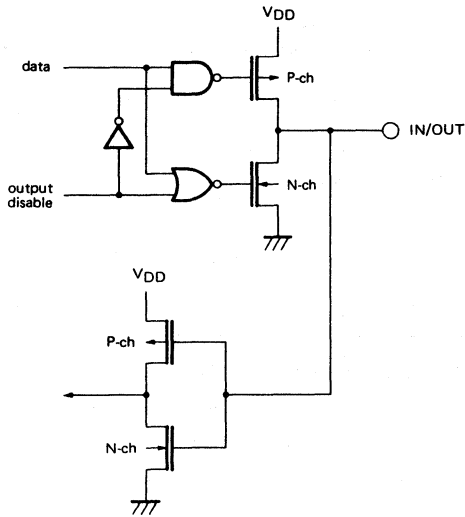 VDD
data
P-ch
IN/OUT
output
disable
N-ch
VDD
P-ch
N-ch